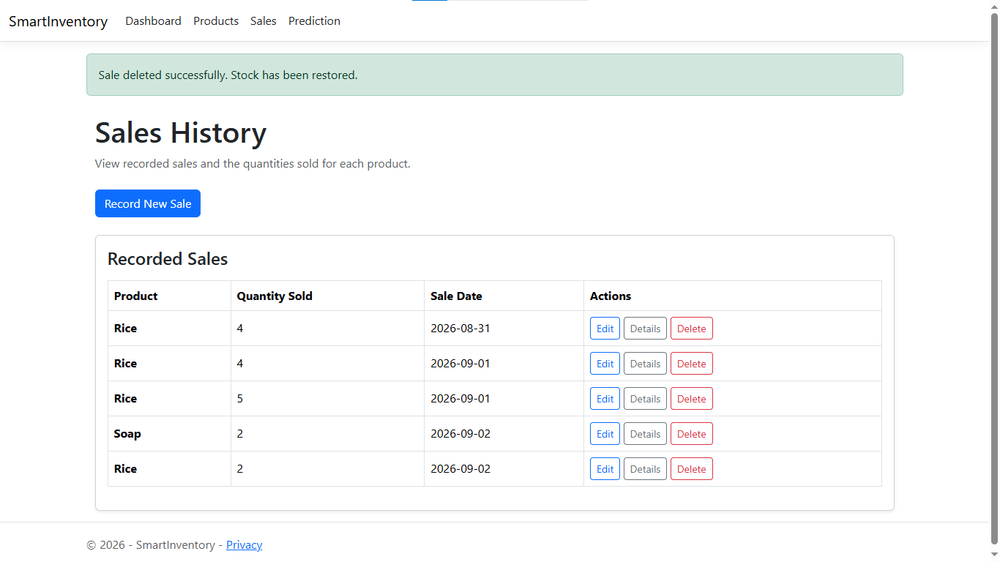 SmartInventory Dashboard Products Sales Prediction
Sale deleted successfully. Stock has been restored.
Sales History
View recorded sales and the quantities sold for each product.
Record New Sale
Recorded Sales
Product Quantity Sold Sale Date Actions
Rice 4 2026-08-31 Edit Details Delete
Rice 4 2026-09-01 Edit Details Delete
Rice 5 2026-09-01 Edit Details Delete
Soap 2 2026-09-02 Edit Details Delete
Rice 2 2026-09-02 Edit Details Delete
© 2026 - SmartInventory - Privacy